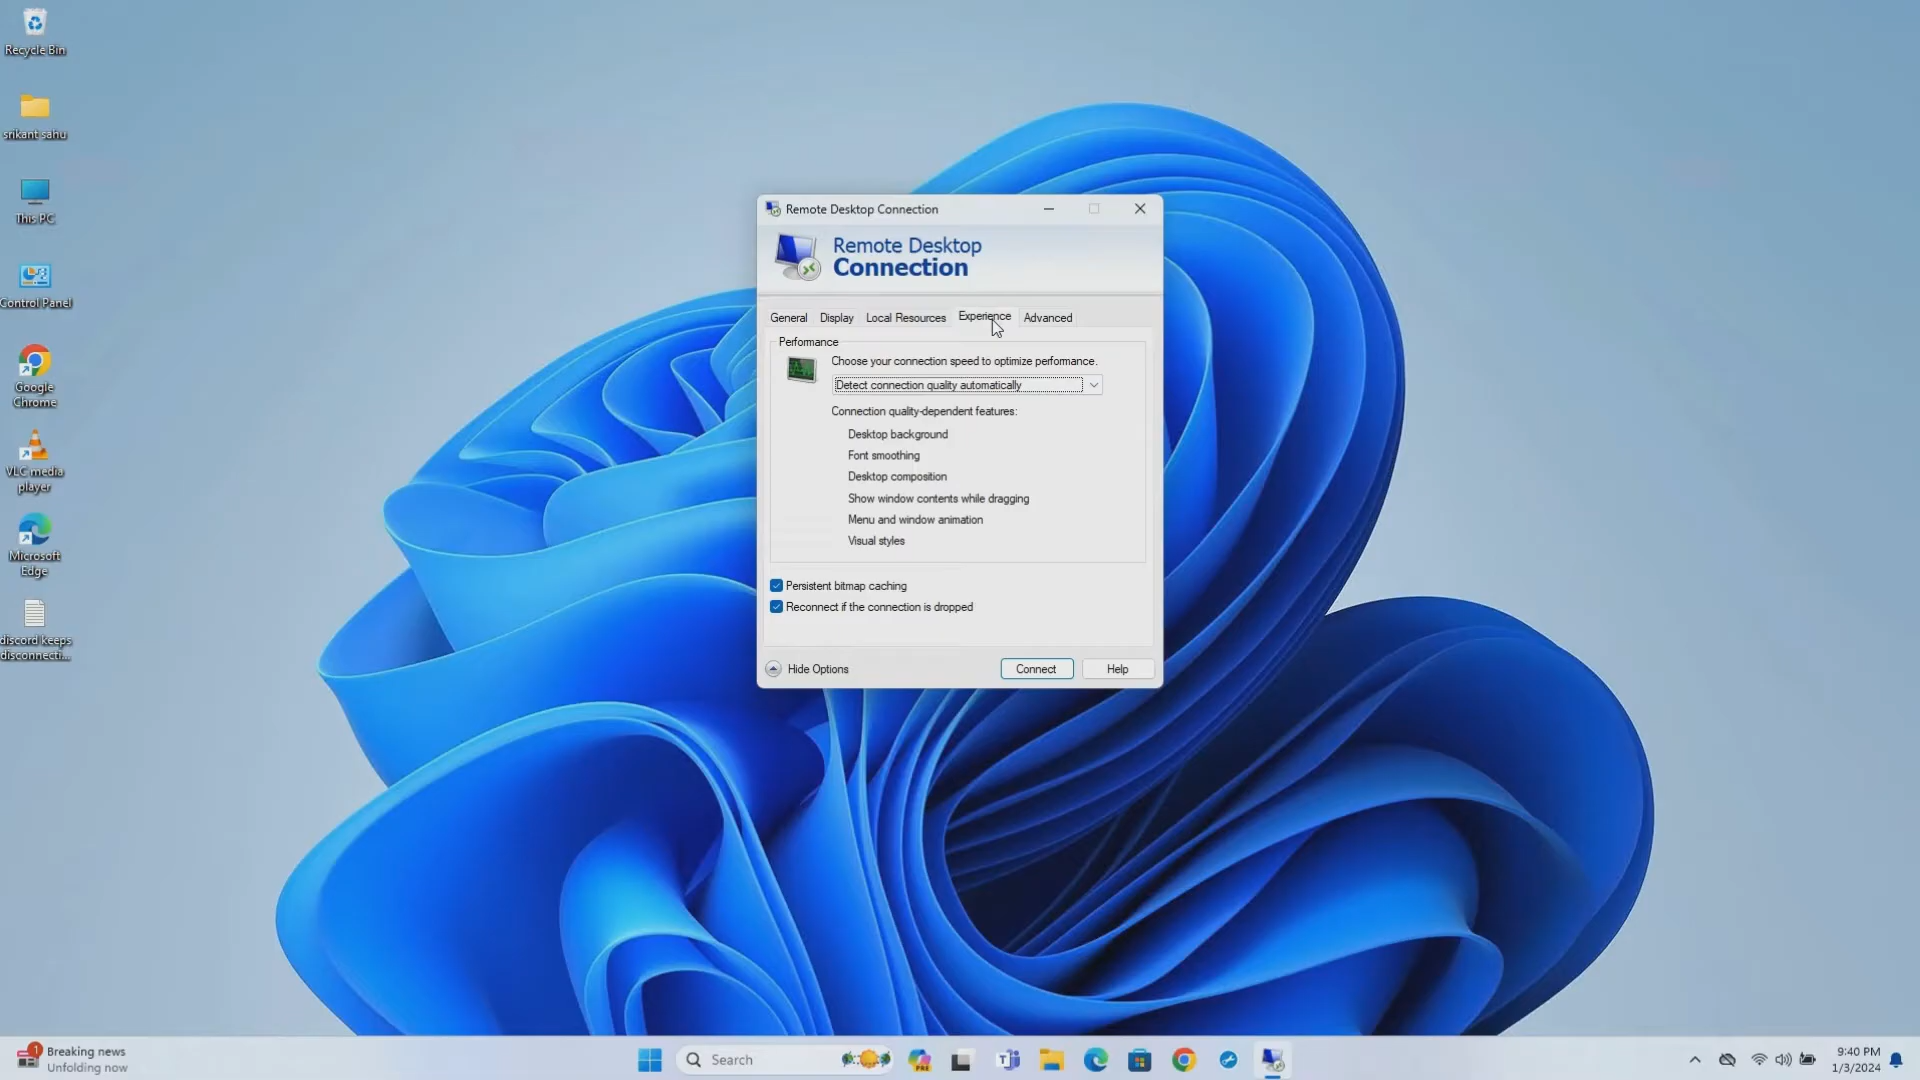 Recycle Bin
srikant sahu
This PC
Control Panel
Google
Chrome
VLC media
player
Microsoft
Edge
discord keeps
disconnecti...
Remote Desktop Connection
Remote Desktop
Connection
General Display Local Resources Experience Advanced
Performance
Choose your connection speed to optimize performance.
Detect connection quality automatically
Connection quality-dependent features:
Desktop background
Font smoothing
Desktop composition
Show window contents while dragging
Menu and window animation
Visual styles
Persistent bitmap caching
Reconnect if the connection is dropped
Hide Options Connect Help
1
Breaking news
Unfolding now
Search
PRE
9:40 PM
1/3/2024